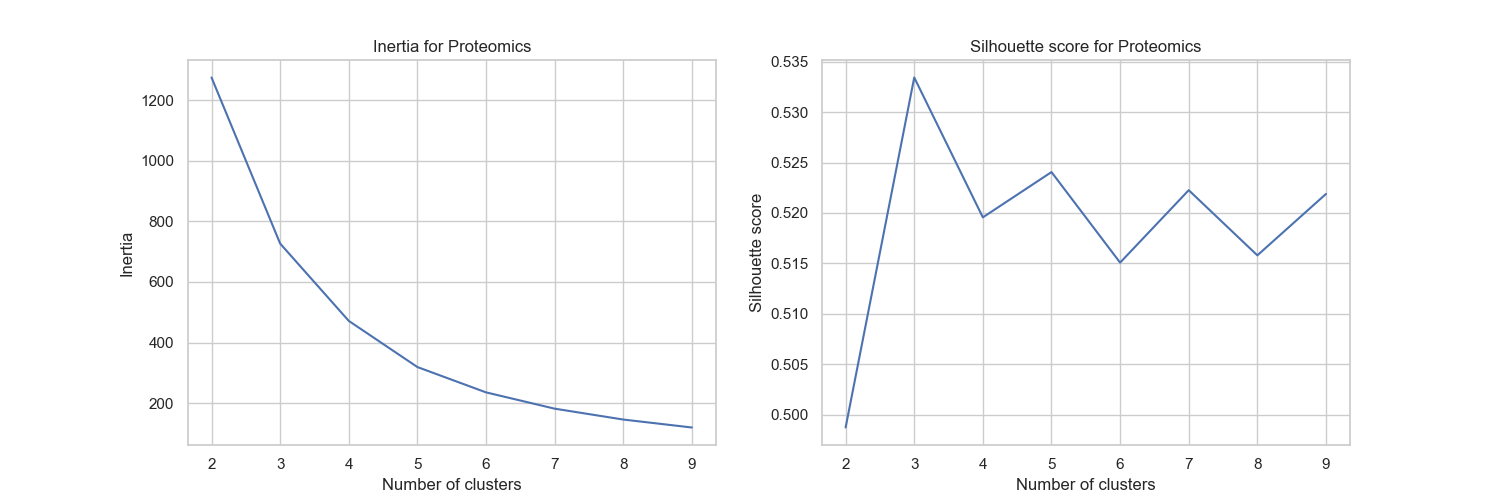 Inertia for Proteomics
1200
1000
800
600
400
200
Inertia
2 3 4 5 6 7 8 9
Number of clusters
Silhouette score for Proteomics
0.535
0.530
0.525
0.520
0.515
0.510
0.505
0.500
Silhouette score
2 3 4 5 6 7 8 9
Number of clusters